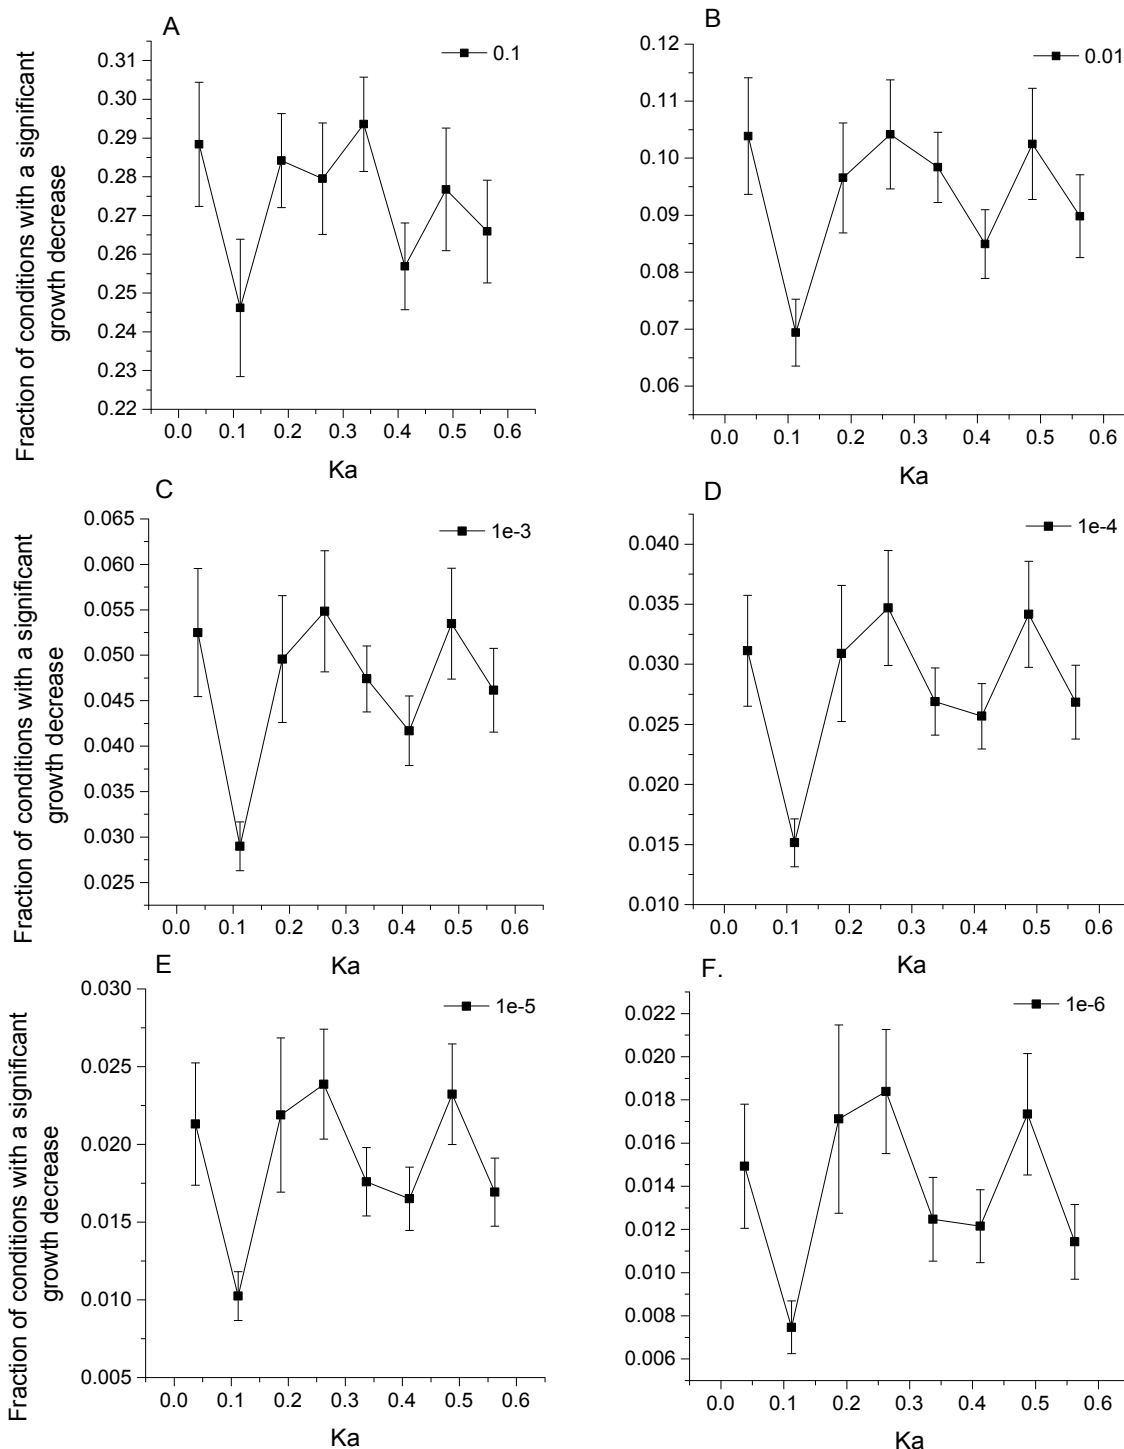 A
0.1
0.31
0.30
0.29
0.28
0.27
0.26
0.25
0.24
0.23
0.22
0.0 0.1 0.2 0.3 0.4 0.5 0.6
Ka
Fraction of conditions with a significant
growth decrease
B
0.01
0.12
0.11
0.10
0.09
0.08
0.07
0.06
0.0 0.1 0.2 0.3 0.4 0.5 0.6
Ka
C
1e-3
0.065
0.060
0.055
0.050
0.045
0.040
0.035
0.030
0.025
0.0 0.1 0.2 0.3 0.4 0.5 0.6
Ka
Fraction of conditions with a significant
growth decrease
D
1e-4
0.040
0.035
0.030
0.025
0.020
0.015
0.010
0.0 0.1 0.2 0.3 0.4 0.5 0.6
Ka
E
1e-5
0.030
0.025
0.020
0.015
0.010
0.005
0.0 0.1 0.2 0.3 0.4 0.5 0.6
Ka
Fraction of conditions with a significant
growth decrease
F.
1e-6
0.022
0.020
0.018
0.016
0.014
0.012
0.010
0.008
0.006
0.0 0.1 0.2 0.3 0.4 0.5 0.6
Ka